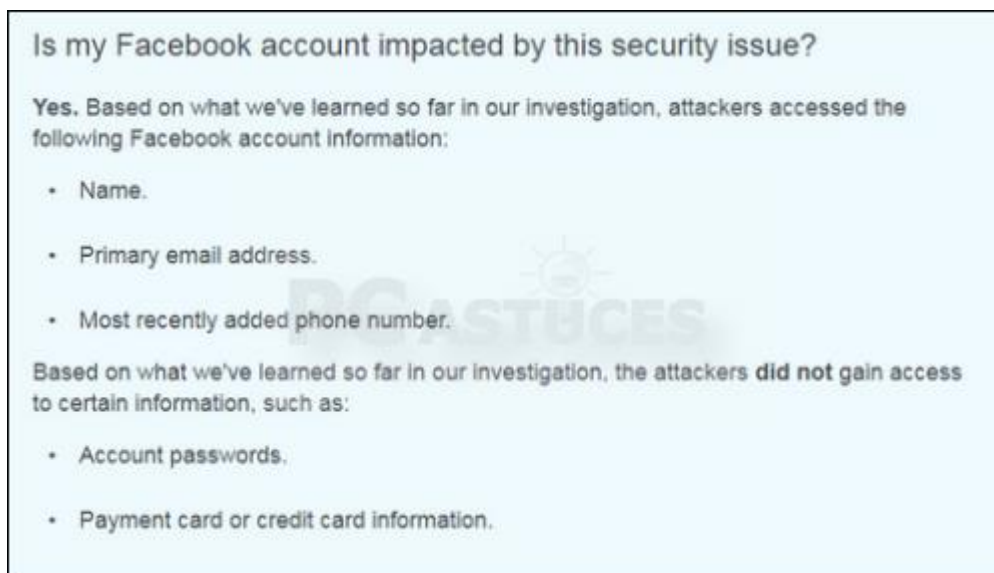 Is my Facebook account impacted by this security issue?
Yes. Based on what we've learned so far in our investigation, attackers accessed the
following Facebook account information:
• Name.
• Primary email address.
• Most recently added phone number.
PC ASTUCES
Based on what we've learned so far in our investigation, the attackers did not gain access
to certain information, such as:
• Account passwords.
• Payment card or credit card information.